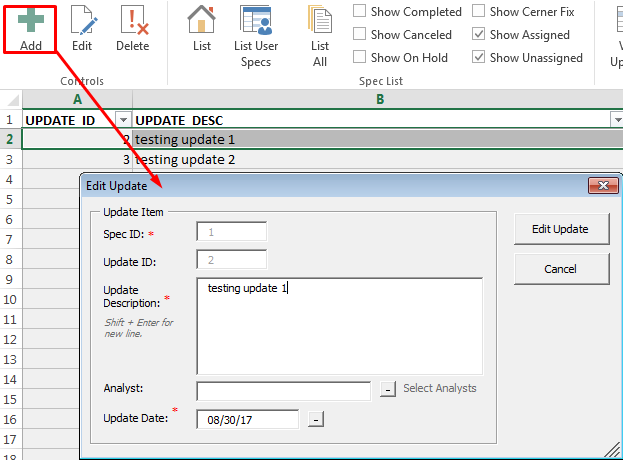 Add Edit Delete List List User Specs List All
Show Completed Show Cerner Fix
Show Canceled Show Assigned
Show On Hold Show Unassigned
Controls Spec List
A B
1 UPDATE_ID UPDATE_DESC
2 2 testing update 1
3 3 testing update 2
4
5
6
7
8
9
10
11
12
13
14
15
16
17
18
Edit Update
Update Item
Spec ID: * 1
Update ID: 2
Update Description: * testing update 1
Shift + Enter for new line.
Analyst: - Select Analysts
Update Date: * 08/30/17 -
Edit Update
Cancel